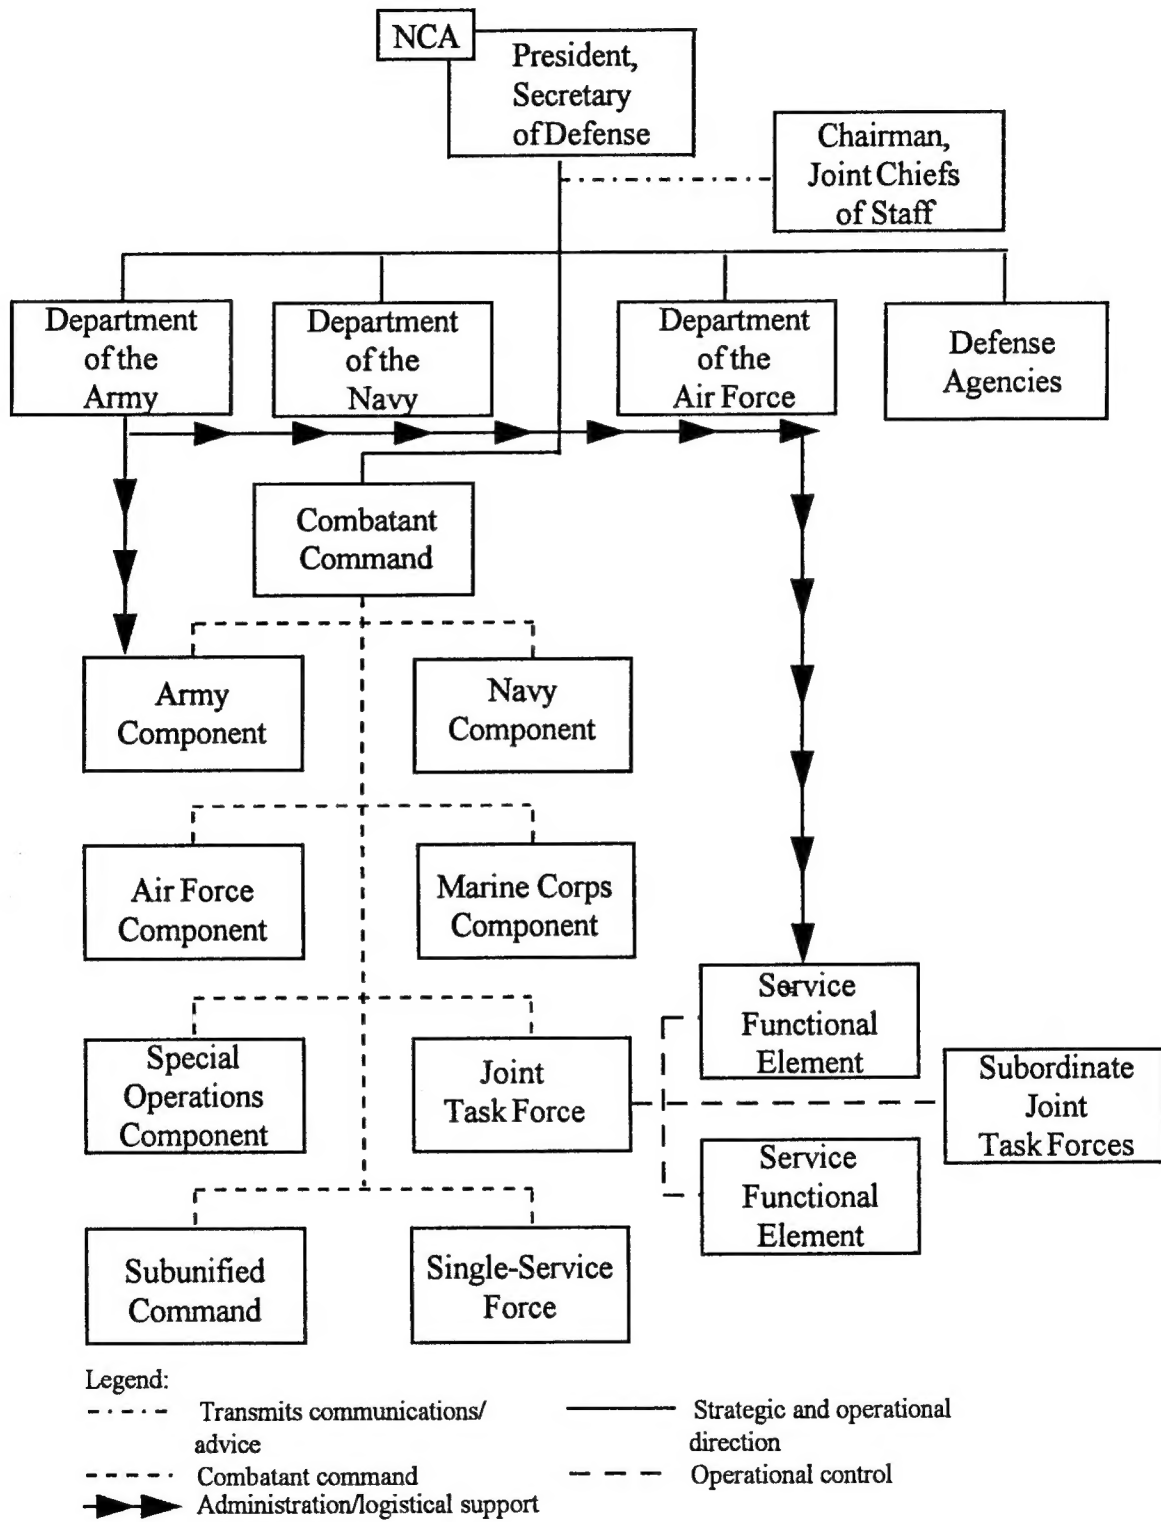 NCA
President,
Secretary
of Defense
Chairman,
Joint Chiefs
of Staff
Department
of the
Army
Department
of the
Navy
Department
of the
Air Force
Defense
Agencies
Combatant
Command
Army
Component
Navy
Component
Air Force
Component
Marine Corps
Component
Special
Operations
Component
Joint
Task Force
Service
Functional
Element
Subordinate
Joint
Task Forces
Service
Functional
Element
Subunified
Command
Single-Service
Force
Legend:
Transmits communications/
advice
Strategic and operational
direction
Combatant command
Operational control
Administration/logistical support